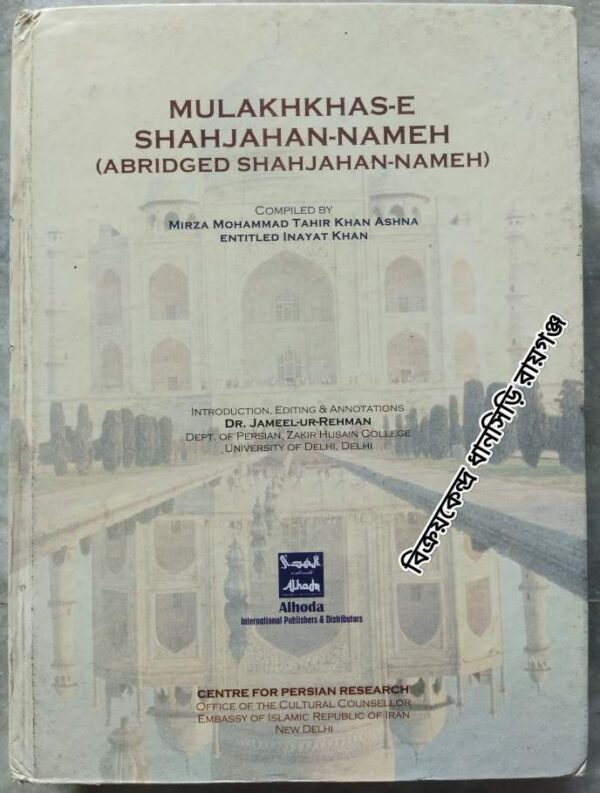 MULAKHKHAS-E
SHAHJAHAN-NAMEH
(ABRIDGED SHAHJAHAN-NAMEH)
COMPILED BY
MIRZA MOHAMMAD TAHIR KHAN ASHNA
ENTITLED INAYAT KHAN
INTRODUCTION, EDITING & ANNOTATIONS
DR. JAMEEL-UR-REHMAN
DEPT. OF PERSIAN, ZAKIR HUSAIN COLLEGE
UNIVERSITY OF DELHI, DELHI
বিক্রয়কেন্দ্র ধানসিড়ি রায়গঞ্জ
الهدى
Alhoda
Alhoda
International Publishers & Distributors
CENTRE FOR PERSIAN RESEARCH
OFFICE OF THE CULTURAL COUNSELLOR
EMBASSY OF ISLAMIC REPUBLIC OF IRAN
NEW DELHI